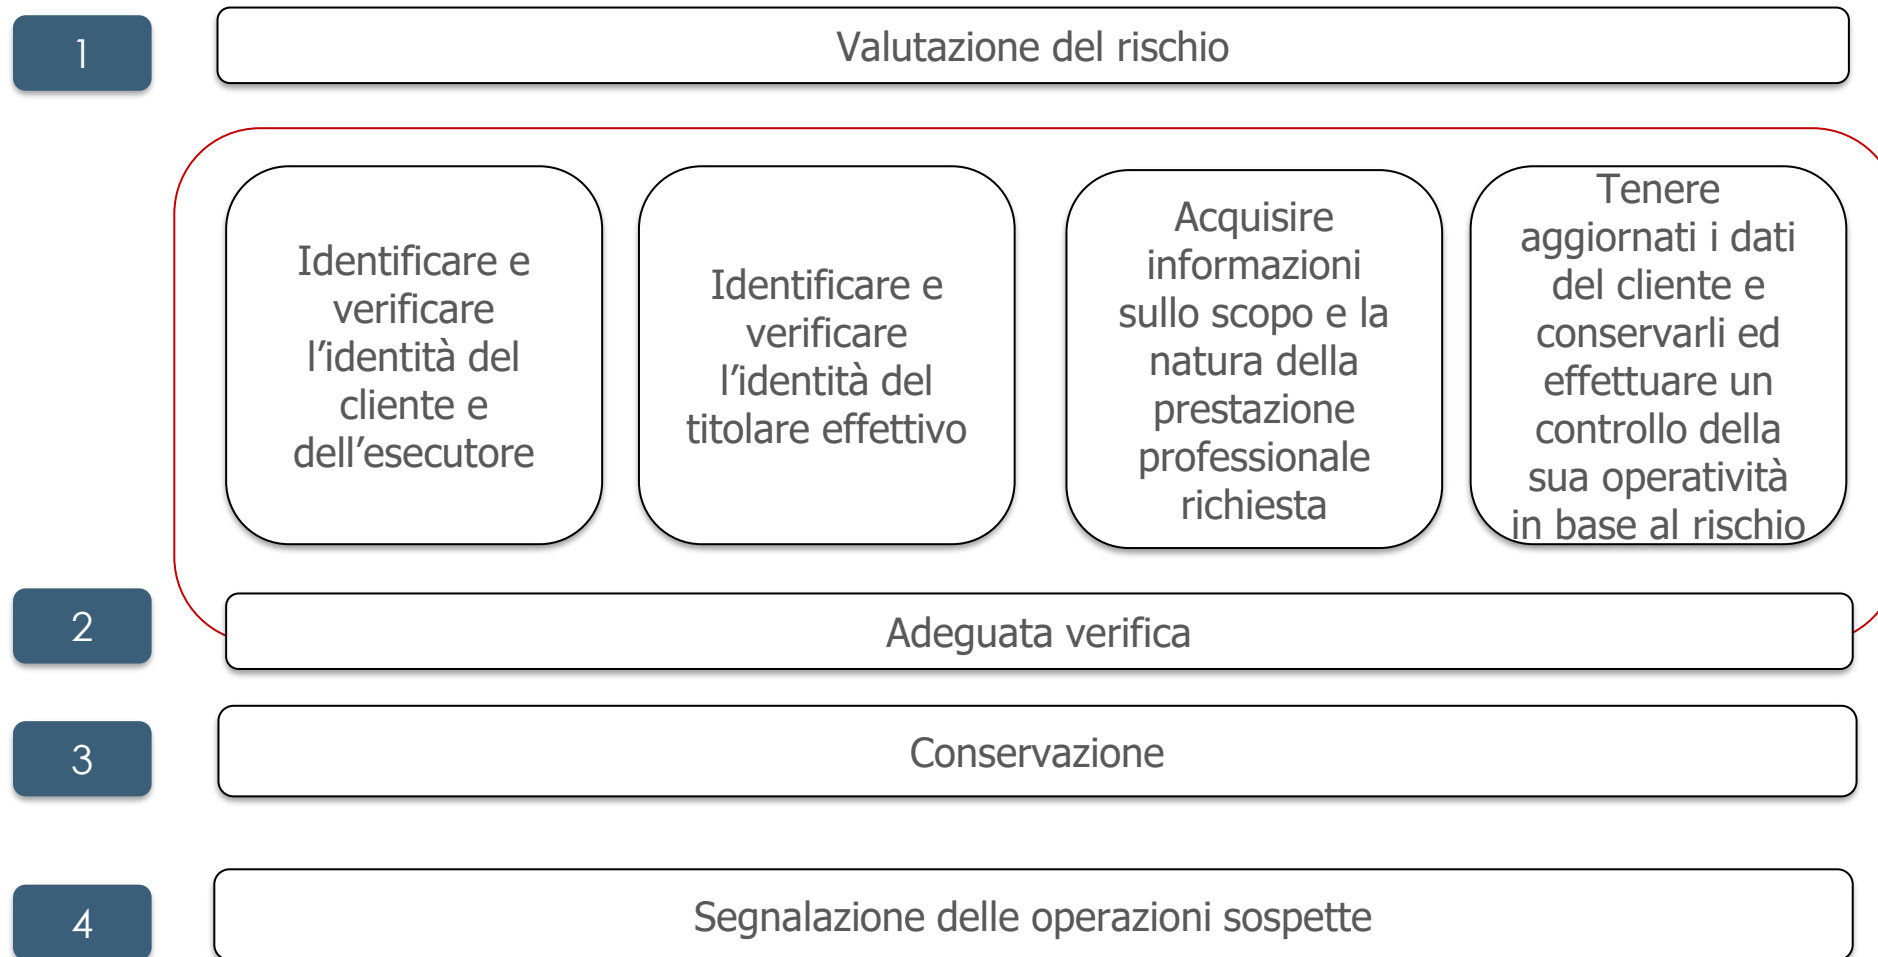 1
Valutazione del rischio
Identificare e
verificare
l’identità del
cliente e
dell’esecutore
Identificare e
verificare
l’identità del
titolare effettivo
Acquisire
informazioni
sullo scopo e la
natura della
prestazione
professionale
richiesta
Tenere
aggiornati i dati
del cliente e
conservarli ed
effettuare un
controllo della
sua operatività
in base al rischio
2
Adeguata verifica
3
Conservazione
4
Segnalazione delle operazioni sospette